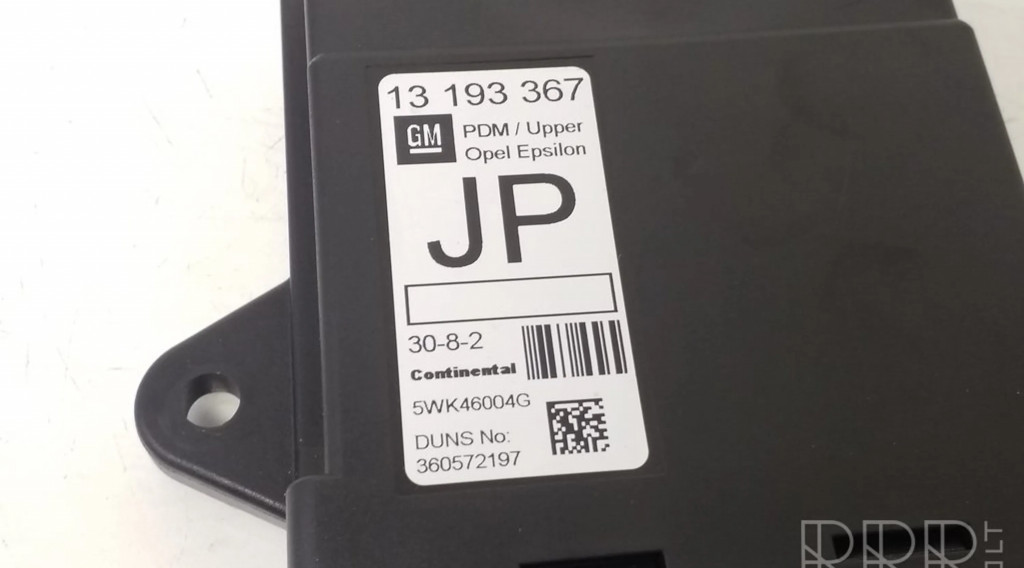 13 193 367
GM
PDM / Upper
Opel Epsilon
JP
30-8-2
Continental
5WK46004G
DUNS No:
360572197
RRR
.LT